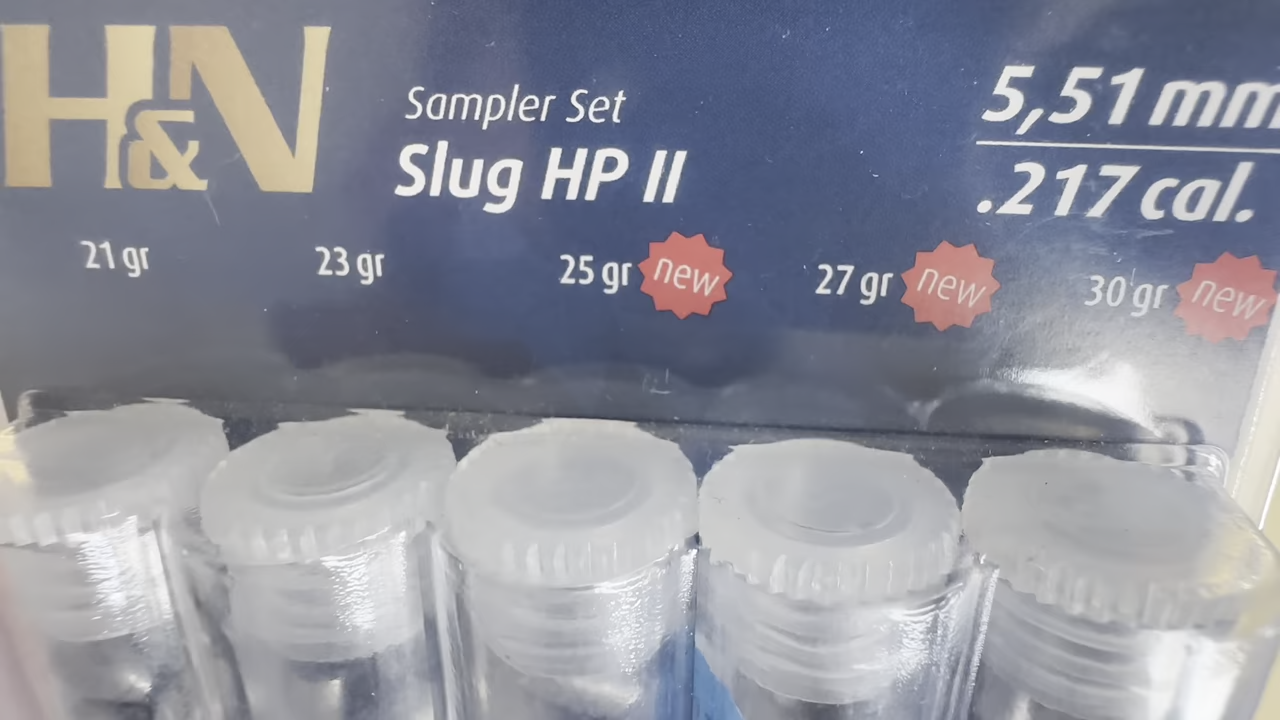 H&N
Sampler Set
Slug HP II
5,51 mm
.217 cal.
21 gr
23 gr
25 gr new
27 gr new
30 gr new